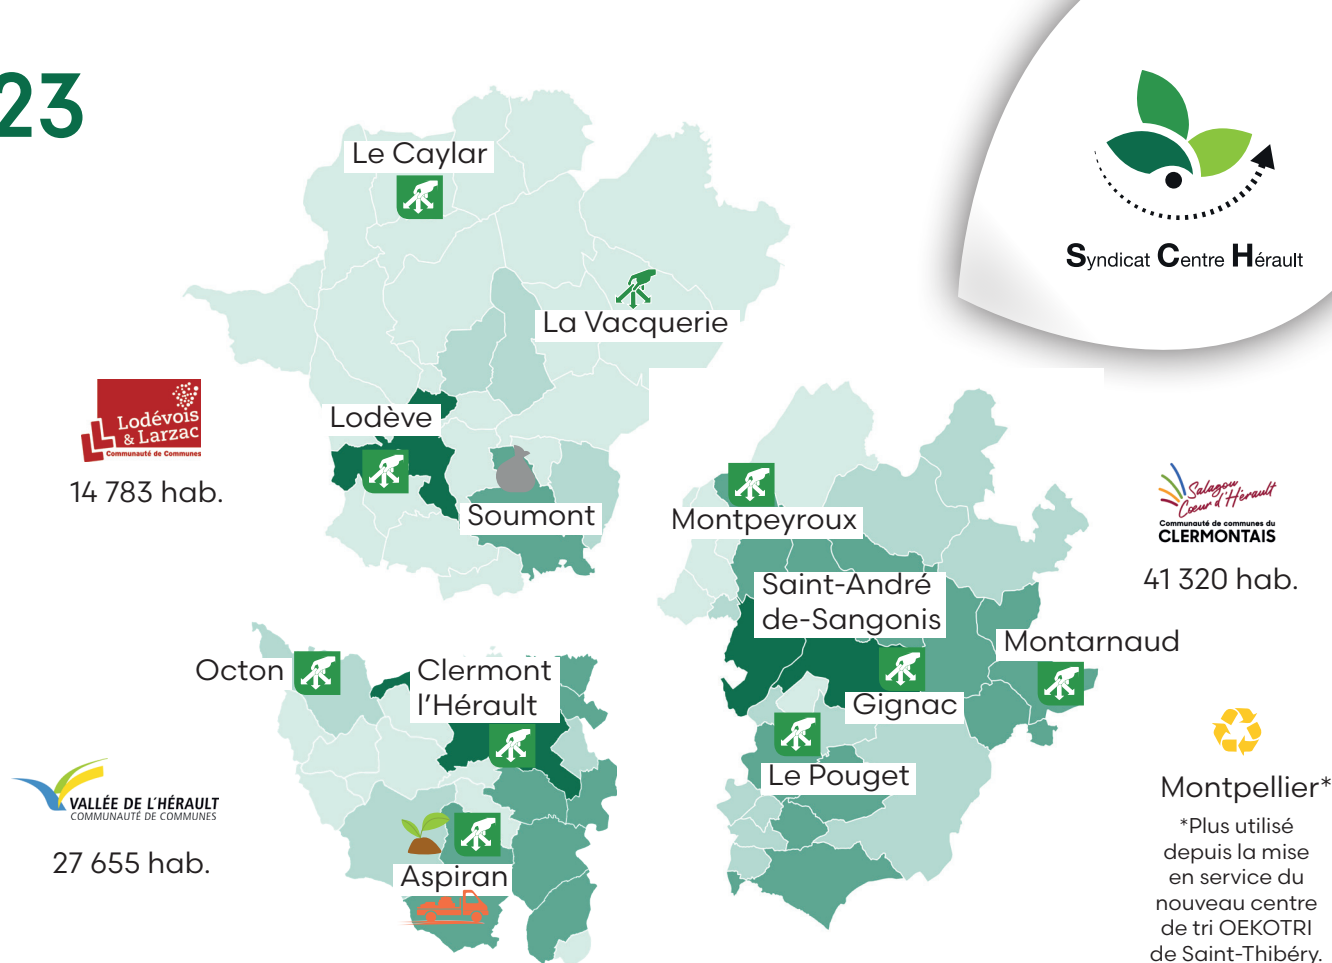 23
Syndicat Centre Hérault
Le Caylar
La Vacquerie
Lodévois
& Larzac
Communauté de Communes
14 783 hab.
Lodève
Soumont
Montpeyroux
Saint-André
de-Sangonis
Montarnaud
Gignac
Le Pouget
Salagou
Cœur d'Hérault
Communauté de communes du
CLERMONTAIS
41 320 hab.
Octon
Clermont
l'Hérault
Aspiran
VALLÉE DE L'HÉRAULT
COMMUNAUTÉ DE COMMUNES
27 655 hab.
Montpellier*
*Plus utilisé
depuis la mise
en service du
nouveau centre
de tri OEKOTRI
de Saint-Thibéry.